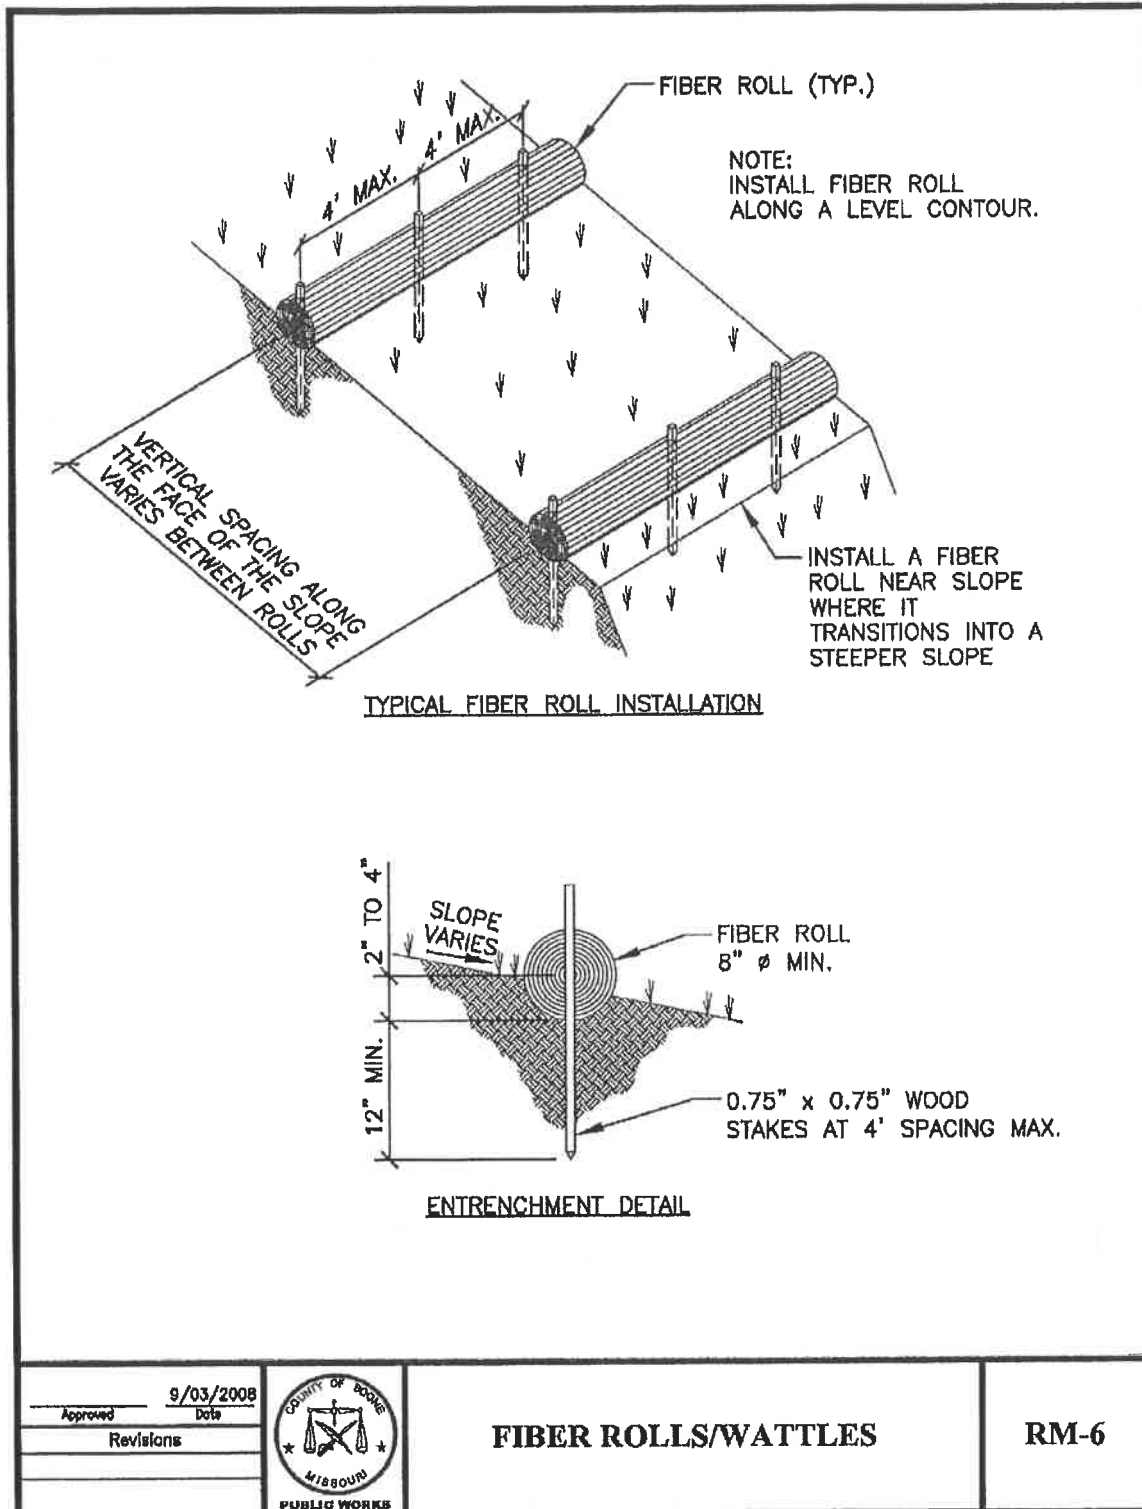 FIBER ROLL (TYP.)
4' MAX.
4' MAX.
NOTE:
INSTALL FIBER ROLL
ALONG A LEVEL CONTOUR.
VERTICAL SPACING ALONG
THE FACE OF THE SLOPE
VARIES BETWEEN ROLLS
INSTALL A FIBER
ROLL NEAR SLOPE
WHERE IT
TRANSITIONS INTO A
STEEPER SLOPE
TYPICAL FIBER ROLL INSTALLATION
2" TO 4"
SLOPE
VARIES
FIBER ROLL
8" ø MIN.
12" MIN.
0.75" x 0.75" WOOD
STAKES AT 4' SPACING MAX.
ENTRENCHMENT DETAIL
9/03/2008
Approved Date
Revisions
COUNTY OF BOONE
MISSOURI
PUBLIC WORKS
FIBER ROLLS/WATTLES
RM-6